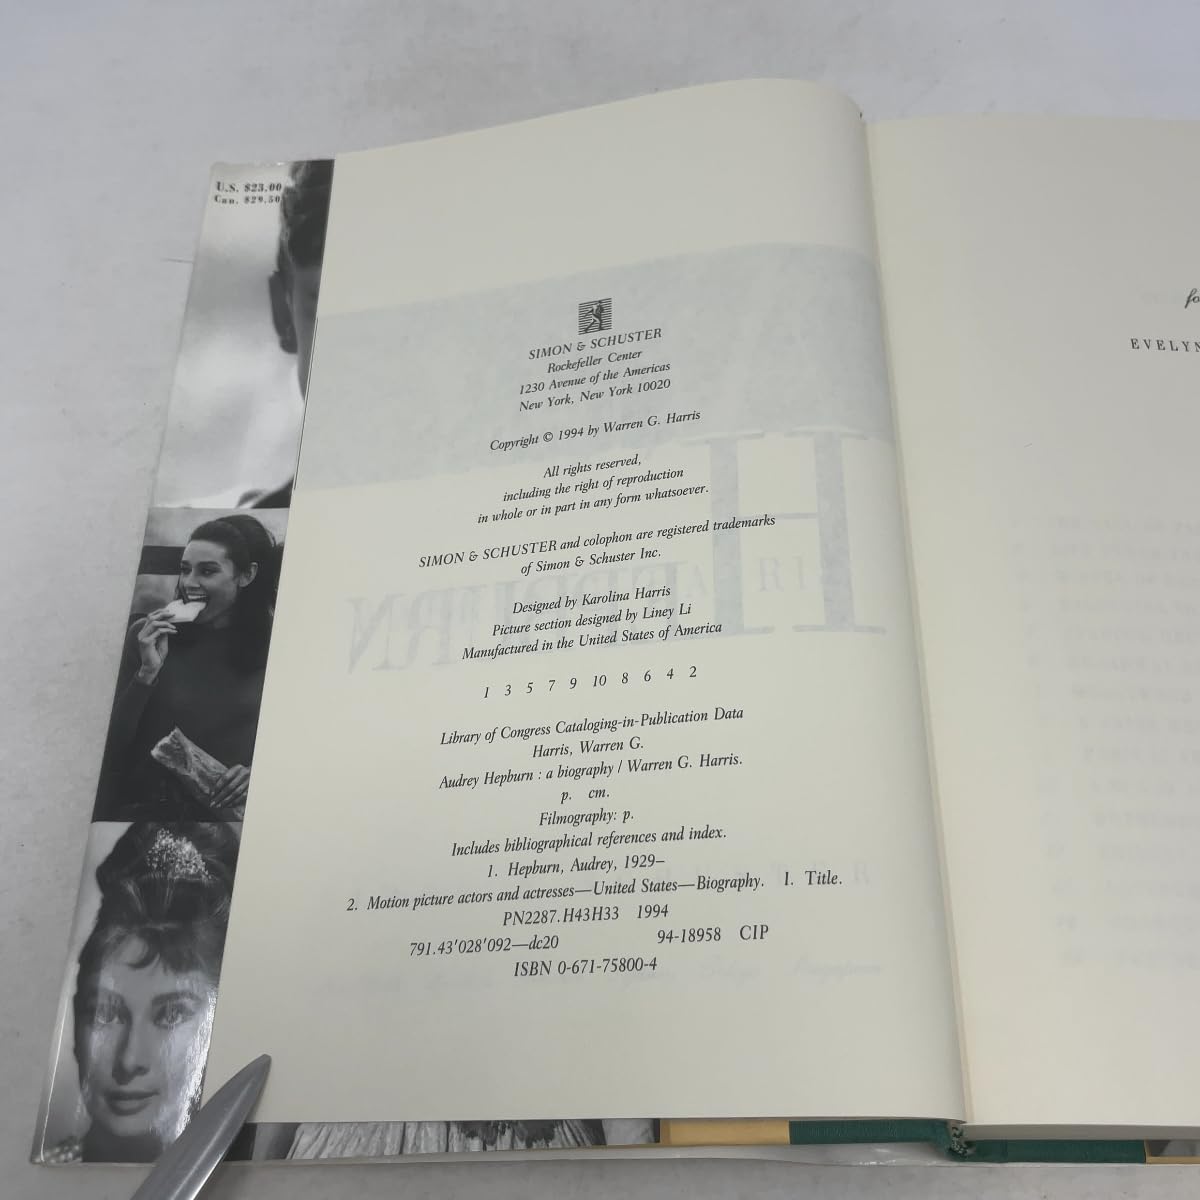 U.S. $23.00
Can. $29.50
SIMON & SCHUSTER
Rockefeller Center
1230 Avenue of the Americas
New York, New York 10020
Copyright © 1994 by Warren G. Harris
All rights reserved,
including the right of reproduction
in whole or in part in any form whatsoever.
SIMON & SCHUSTER and colophon are registered trademarks
of Simon & Schuster Inc.
Designed by Karolina Harris
Picture section designed by Liney Li
Manufactured in the United States of America
1 3 5 7 9 10 8 6 4 2
Library of Congress Cataloging-in-Publication Data
Harris, Warren G.
Audrey Hepburn : a biography / Warren G. Harris.
p. cm.
Filmography: p.
Includes bibliographical references and index.
1. Hepburn, Audrey, 1929–
2. Motion picture actors and actresses—United States—Biography. I. Title.
PN2287.H43H33 1994
791.43'028'092—dc20 94-18958 CIP
ISBN 0-671-75800-4
fo
EVELYN